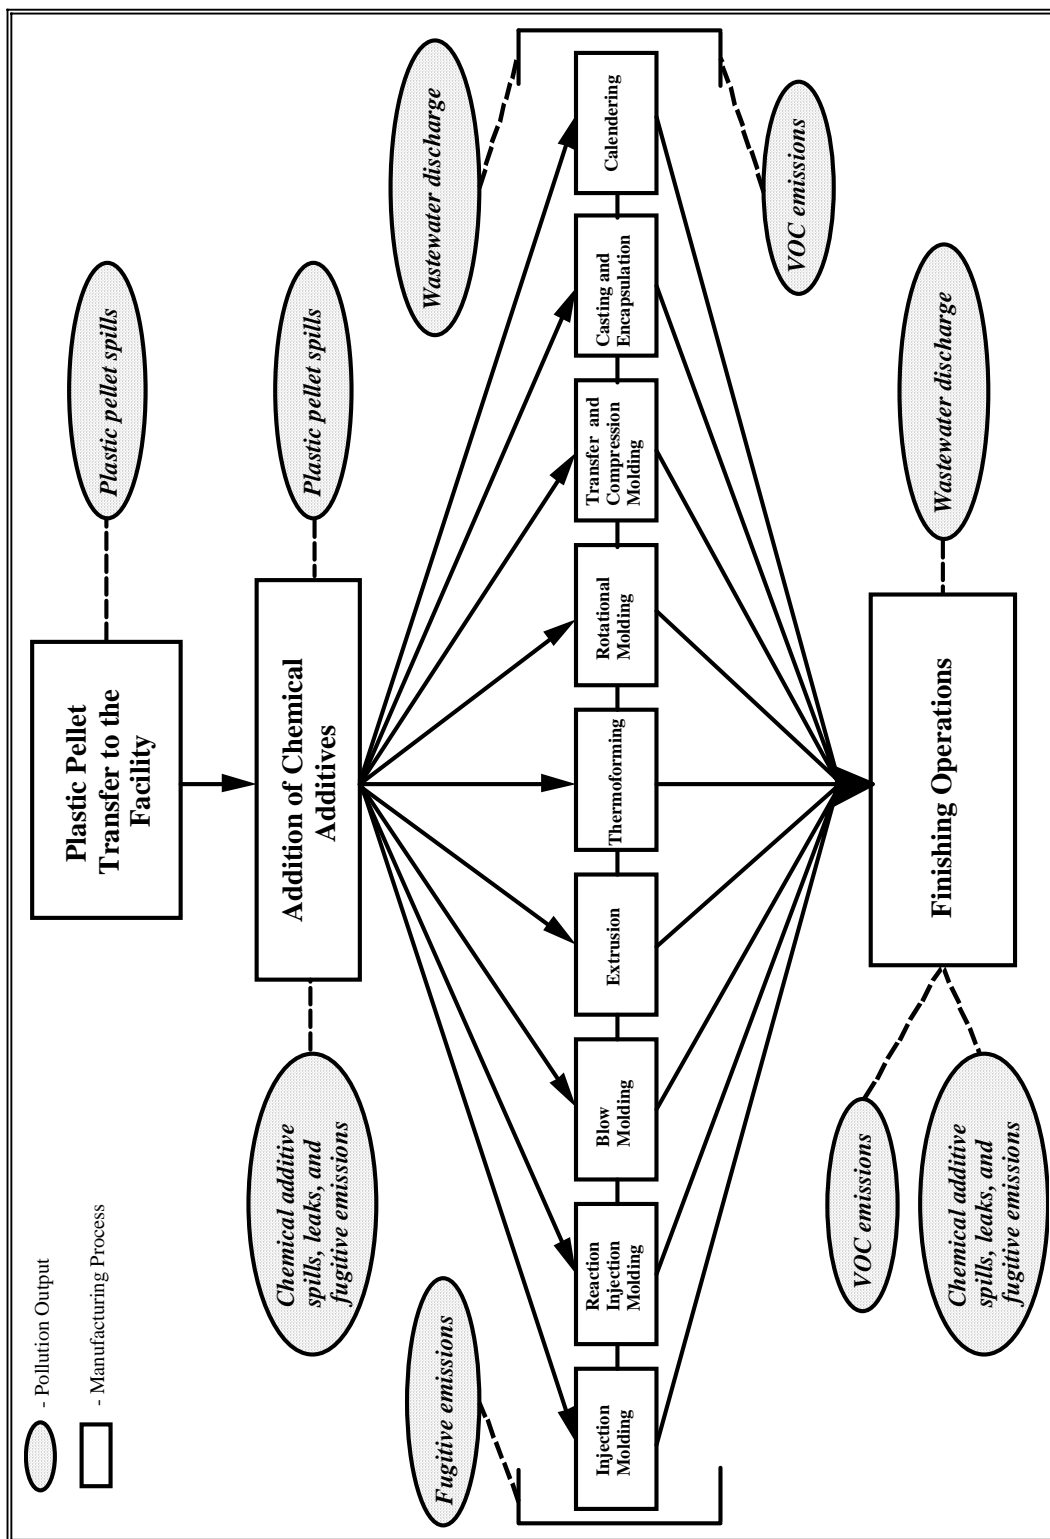 - Pollution Output
- Manufacturing Process
Plastic Pellet
Transfer to the
Facility
Plastic pellet spills
Chemical additive
spills, leaks, and
fugitive emissions
Addition of Chemical
Additives
Plastic pellet spills
Fugitive emissions
Wastewater discharge
Injection
Molding
Reaction
Injection
Molding
Blow
Molding
Extrusion
Thermoforming
Rotational
Molding
Transfer and
Compression
Molding
Casting and
Encapsulation
Calendering
VOC emissions
VOC emissions
Chemical additive
spills, leaks, and
fugitive emissions
Finishing Operations
Wastewater discharge